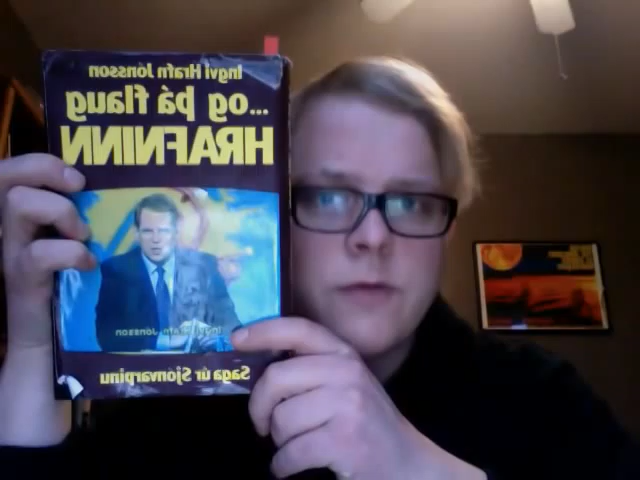 Ingvi Hrafn Jónsson
...og þá flaug
HRAFNINN
Ingvi Hrafn Jónsson
Saga úr Sjónvarpinu